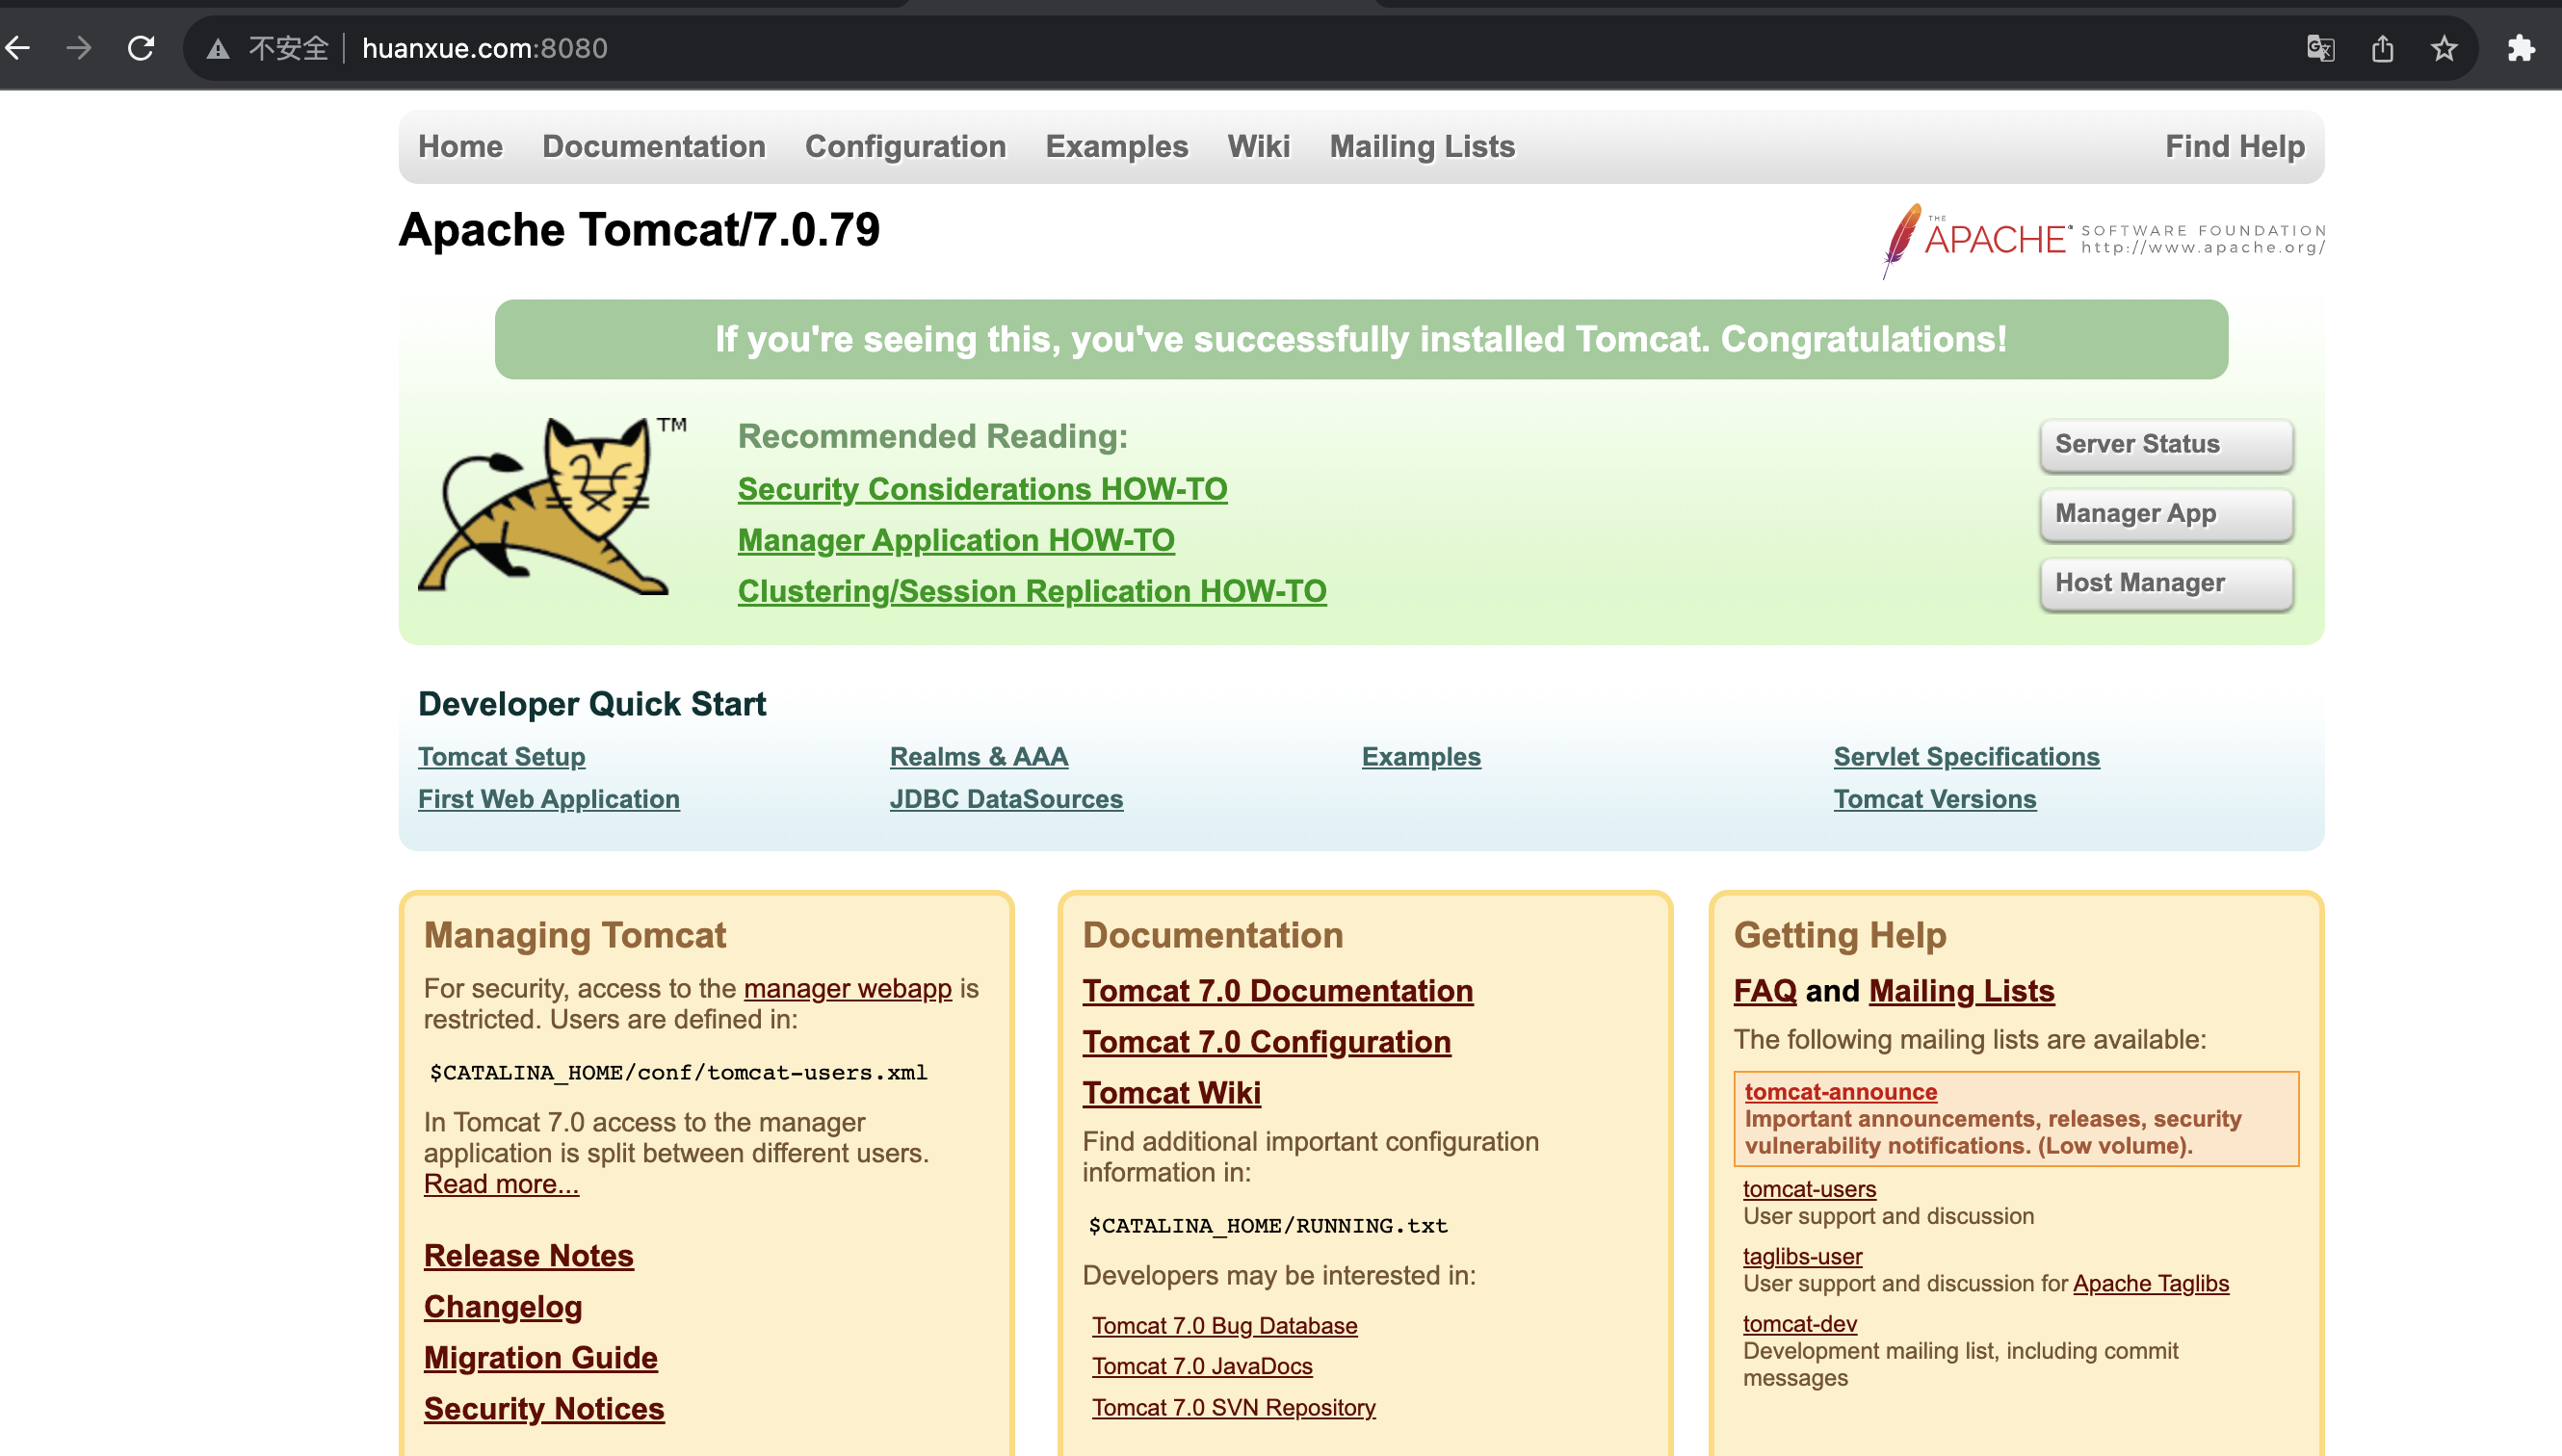 不安全 huanxue.com:8080
Home Documentation Configuration Examples Wiki Mailing Lists Find Help
Apache Tomcat/7.0.79
THE
APACHE® SOFTWARE FOUNDATION
http://www.apache.org/
If you're seeing this, you've successfully installed Tomcat. Congratulations!
TM
Recommended Reading:
Security Considerations HOW-TO
Manager Application HOW-TO
Clustering/Session Replication HOW-TO
Server Status
Manager App
Host Manager
Developer Quick Start
Tomcat Setup
First Web Application
Realms & AAA
JDBC DataSources
Examples
Servlet Specifications
Tomcat Versions
Managing Tomcat
For security, access to the manager webapp is
restricted. Users are defined in:
$CATALINA_HOME/conf/tomcat-users.xml
In Tomcat 7.0 access to the manager
application is split between different users.
Read more...
Release Notes
Changelog
Migration Guide
Security Notices
Documentation
Tomcat 7.0 Documentation
Tomcat 7.0 Configuration
Tomcat Wiki
Find additional important configuration
information in:
$CATALINA_HOME/RUNNING.txt
Developers may be interested in:
Tomcat 7.0 Bug Database
Tomcat 7.0 JavaDocs
Tomcat 7.0 SVN Repository
Getting Help
FAQ and Mailing Lists
The following mailing lists are available:
tomcat-announce
Important announcements, releases, security
vulnerability notifications. (Low volume).
tomcat-users
User support and discussion
taglibs-user
User support and discussion for Apache Taglibs
tomcat-dev
Development mailing list, including commit
messages